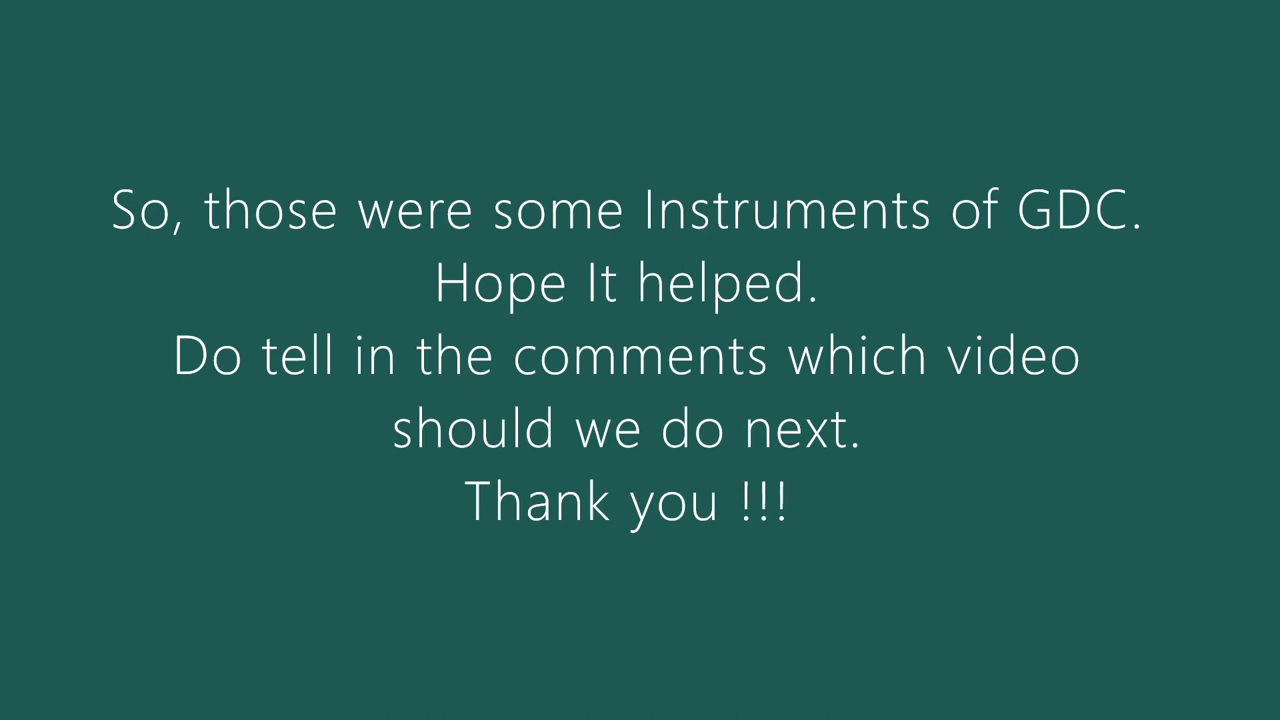 So, those were some Instruments of GDC.
Hope It helped.
Do tell in the comments which video
should we do next.
Thank you !!!